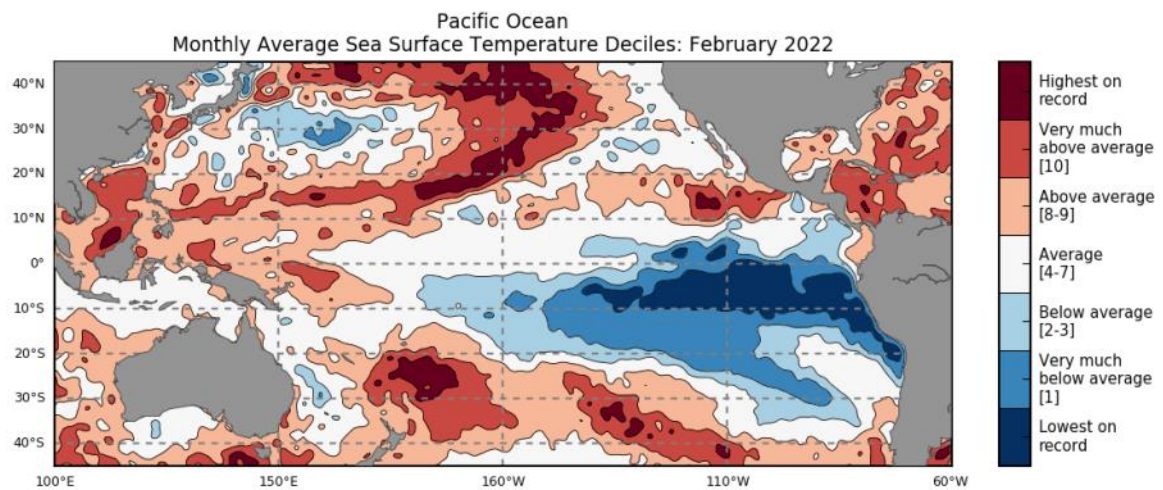 Pacific Ocean
Monthly Average Sea Surface Temperature Deciles: February 2022
40°N
30°N
20°N
10°N
0°
10°S
20°S
30°S
40°S
100°E
150°E
160°W
110°W
60°W
Highest on
record
Very much
above average
[10]
Above average
[8-9]
Average
[4-7]
Below average
[2-3]
Very much
below average
[1]
Lowest on
record